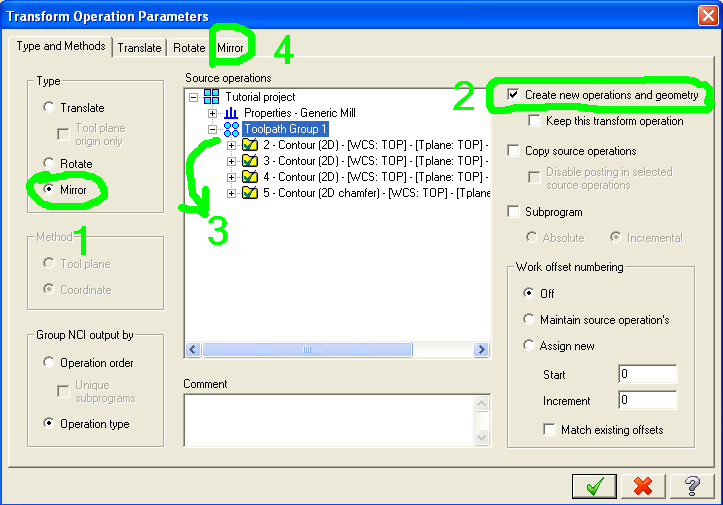 Transform Operation Parameters
Type and Methods Translate Rotate Mirror 4
Type
Translate
Tool plane
origin only
Rotate
Mirror
1
Method
Tool plane
Coordinate
Group NCI output by
Operation order
Unique
subprograms
Operation type
Source operations
Tutorial project
Properties - Generic Mill
Toolpath Group 1
2 - Contour (2D) - [WCS: TOP] - [Tplane: TOP] -
3 - Contour (2D) - [WCS: TOP] - [Tplane: TOP] -
4 - Contour (2D) - [WCS: TOP] - [Tplane: TOP] -
5 - Contour (2D chamfer) - [WCS: TOP] - [Tplane
3
Comment
2
Create new operations and geometry
Keep this transform operation
Copy source operations
Disable posting in selected
source operations
Subprogram
Absolute Incremental
Work offset numbering
Off
Maintain source operation's
Assign new
Start 0
Increment 0
Match existing offsets
?